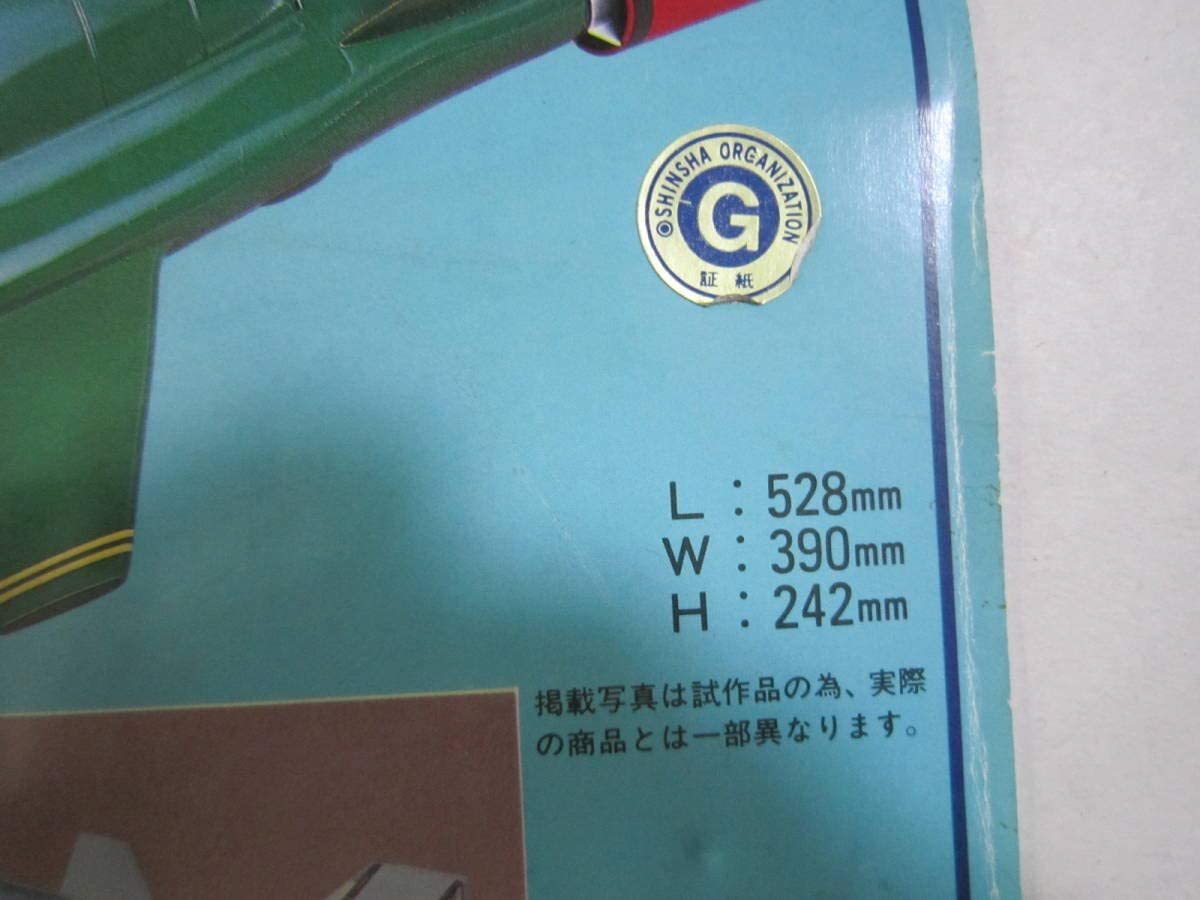 ◎SHINSHA ORGANIZATION
G
証紙
L:528mm
W:390mm
H:242mm
掲載写真は試作品の為、実際
の商品とは一部異なります。